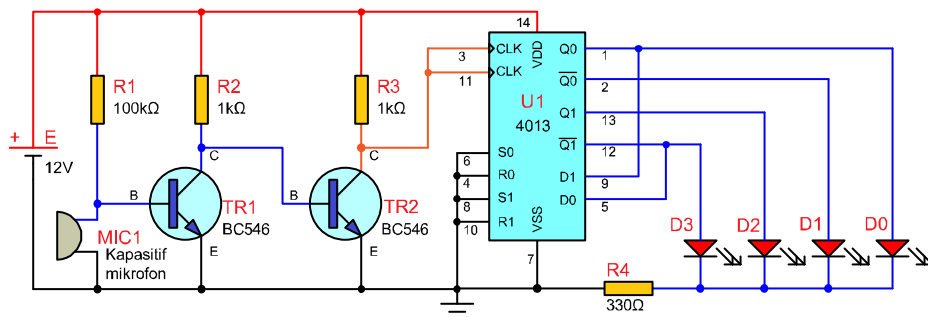 + E
12V
R1
100kΩ
R2
1kΩ
R3
1kΩ
MIC1
Kapasitif
mikrofon
B
C
E
TR1
BC546
B
C
E
TR2
BC546
3
11
6
4
8
10
14
7
CLK
CLK
VDD
U1
4013
S0
R0
S1
R1
VSS
Q0
Q0
Q1
Q1
D1
D0
1
2
13
12
9
5
R4
330Ω
D3
D2
D1
D0